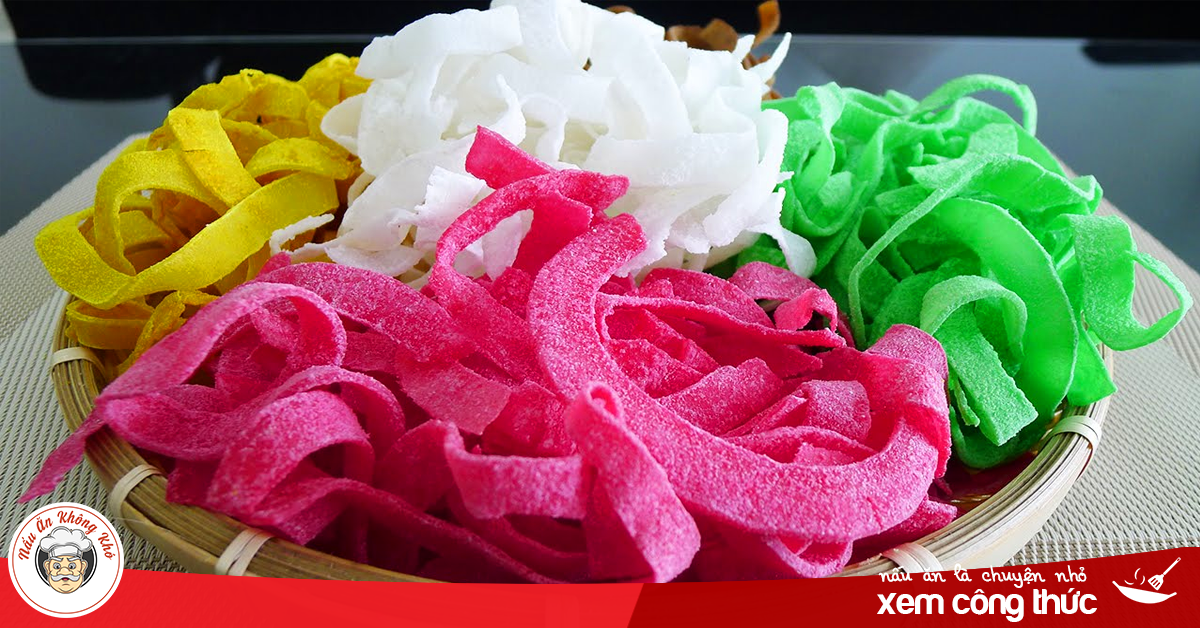 Nấu Ăn Không Khó
nấu ăn là chuyện nhỏ
xem công thức